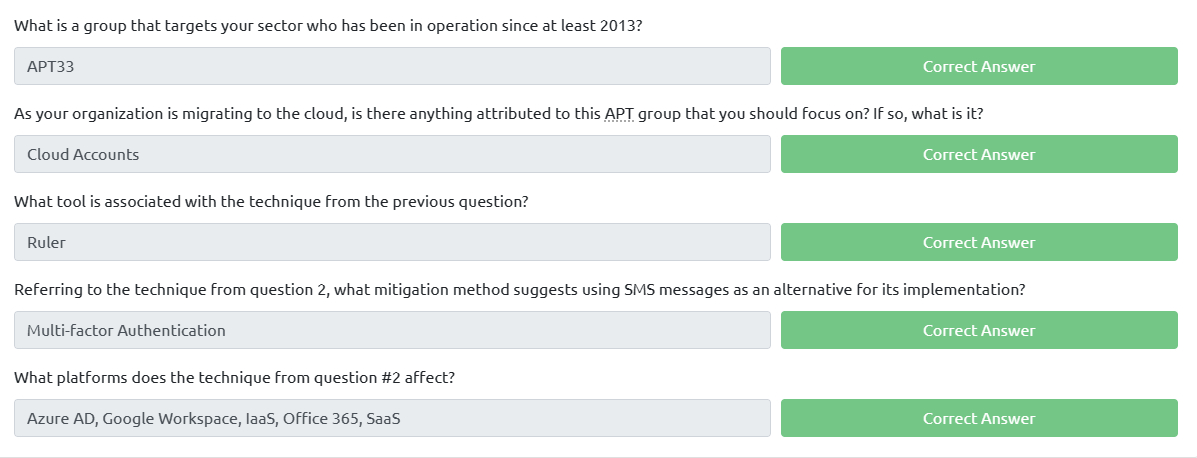 What is a group that targets your sector who has been in operation since at least 2013?
APT33
Correct Answer
As your organization is migrating to the cloud, is there anything attributed to this APT group that you should focus on? If so, what is it?
Cloud Accounts
Correct Answer
What tool is associated with the technique from the previous question?
Ruler
Correct Answer
Referring to the technique from question 2, what mitigation method suggests using SMS messages as an alternative for its implementation?
Multi-factor Authentication
Correct Answer
What platforms does the technique from question #2 affect?
Azure AD, Google Workspace, IaaS, Office 365, SaaS
Correct Answer